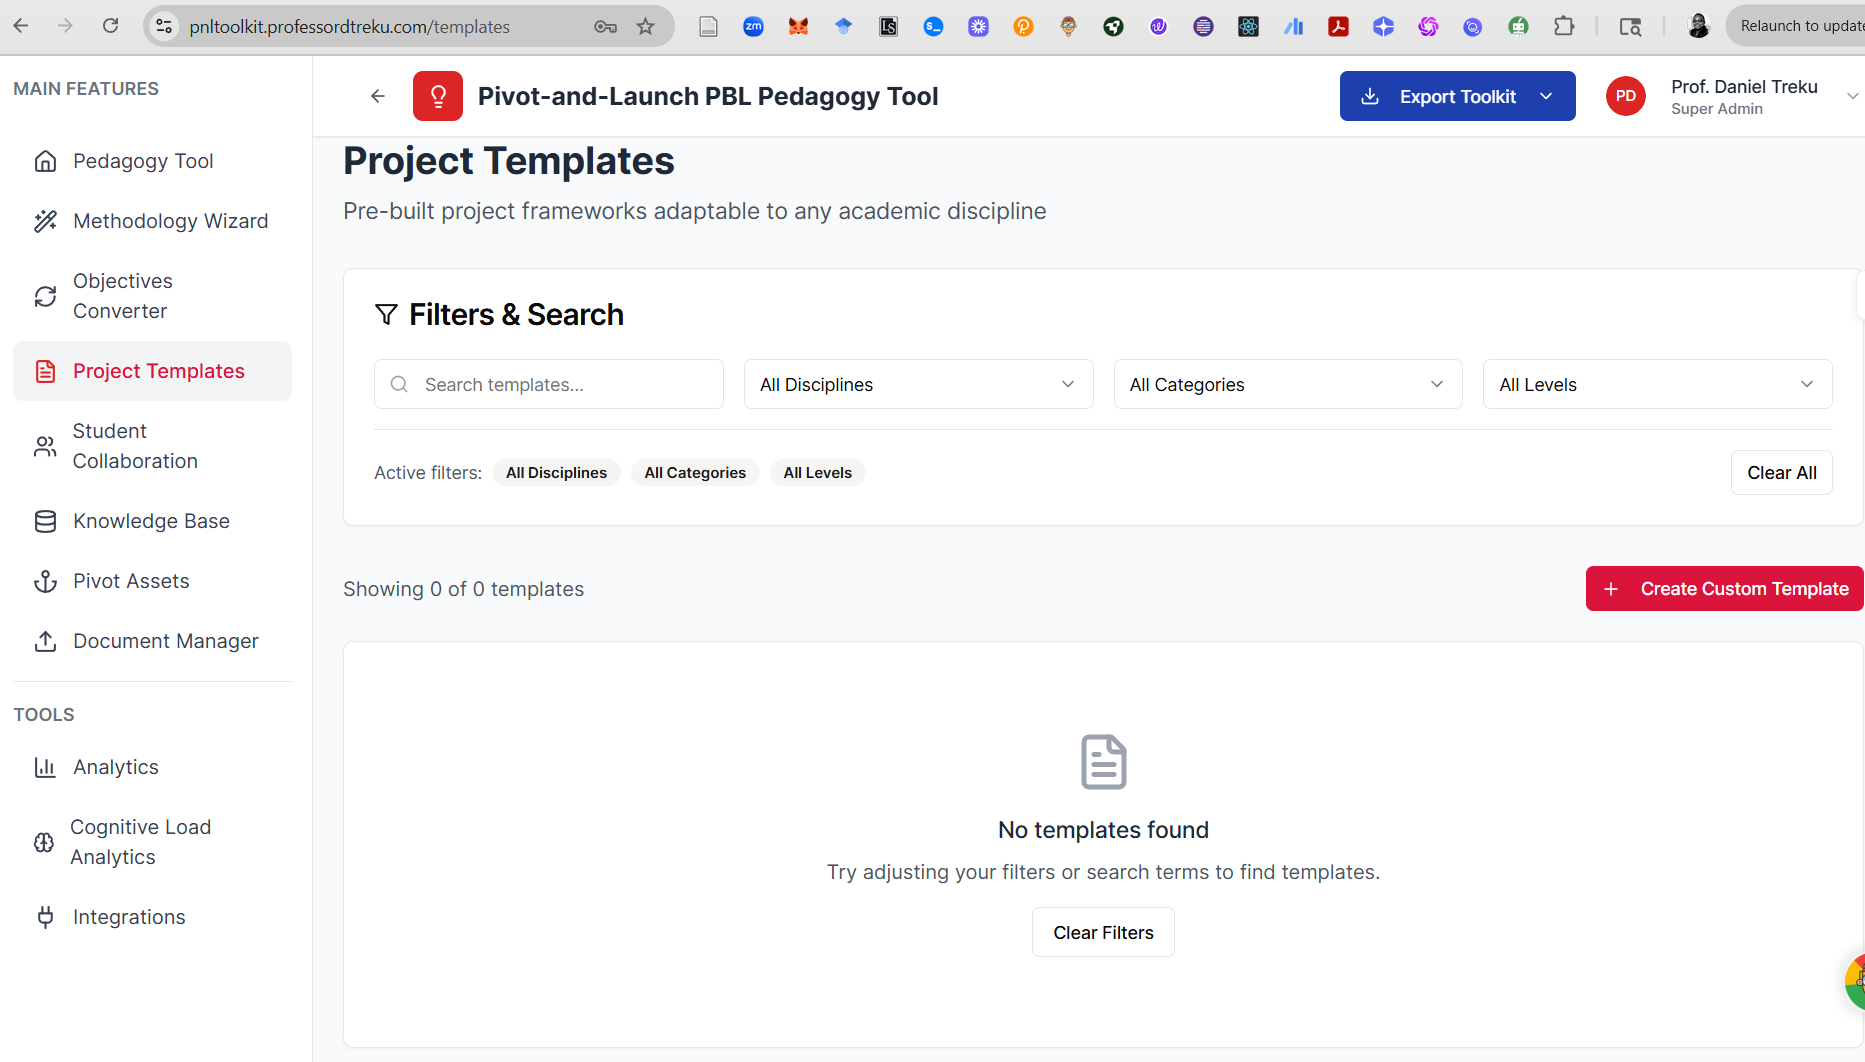 pnltoolkit.professordtreku.com/templates
zm
LS
S_
Relaunch to update
MAIN FEATURES
Pedagogy Tool
Methodology Wizard
Objectives
Converter
Project Templates
Student
Collaboration
Knowledge Base
Pivot Assets
Document Manager
TOOLS
Analytics
Cognitive Load
Analytics
Integrations
Pivot-and-Launch PBL Pedagogy Tool
Export Toolkit
PD
Prof. Daniel Treku
Super Admin
Project Templates
Pre-built project frameworks adaptable to any academic discipline
Filters & Search
Search templates...
All Disciplines
All Categories
All Levels
Active filters: All Disciplines All Categories All Levels
Clear All
Showing 0 of 0 templates
+ Create Custom Template
No templates found
Try adjusting your filters or search terms to find templates.
Clear Filters